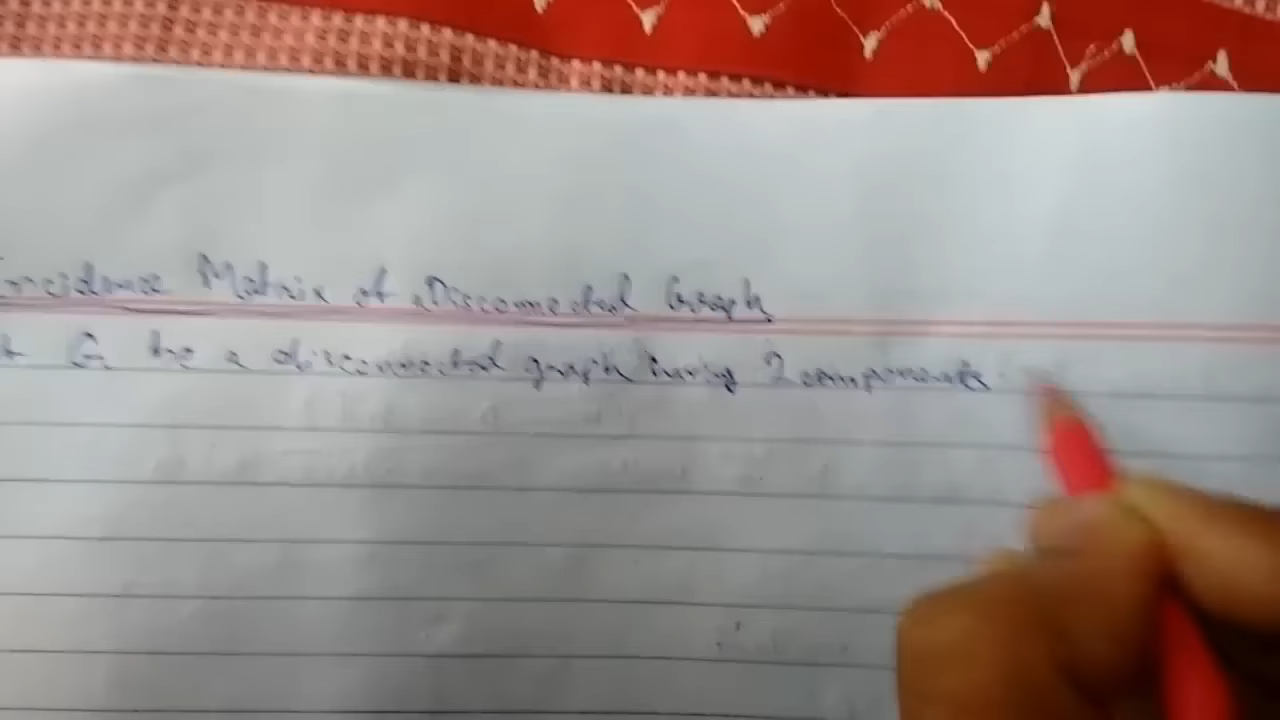 Incidence Matrix of Disconnected Graph
G be a disconnected graph having 2 components